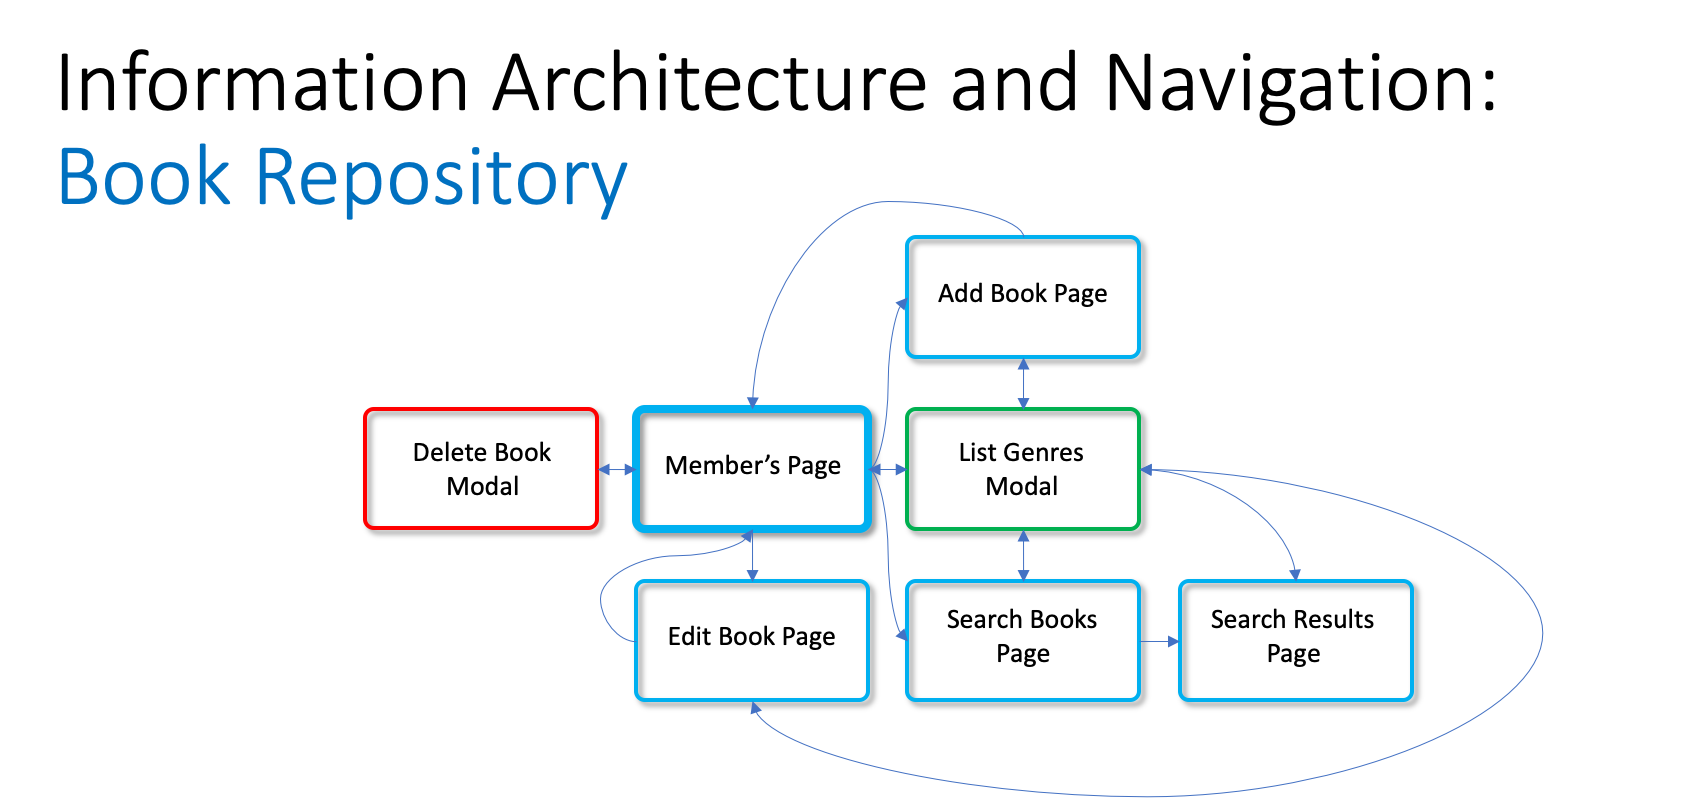 Information Architecture and Navigation:
Book Repository
Add Book Page
Delete Book
Modal
Member’s Page
List Genres
Modal
Edit Book Page
Search Books
Page
Search Results
Page